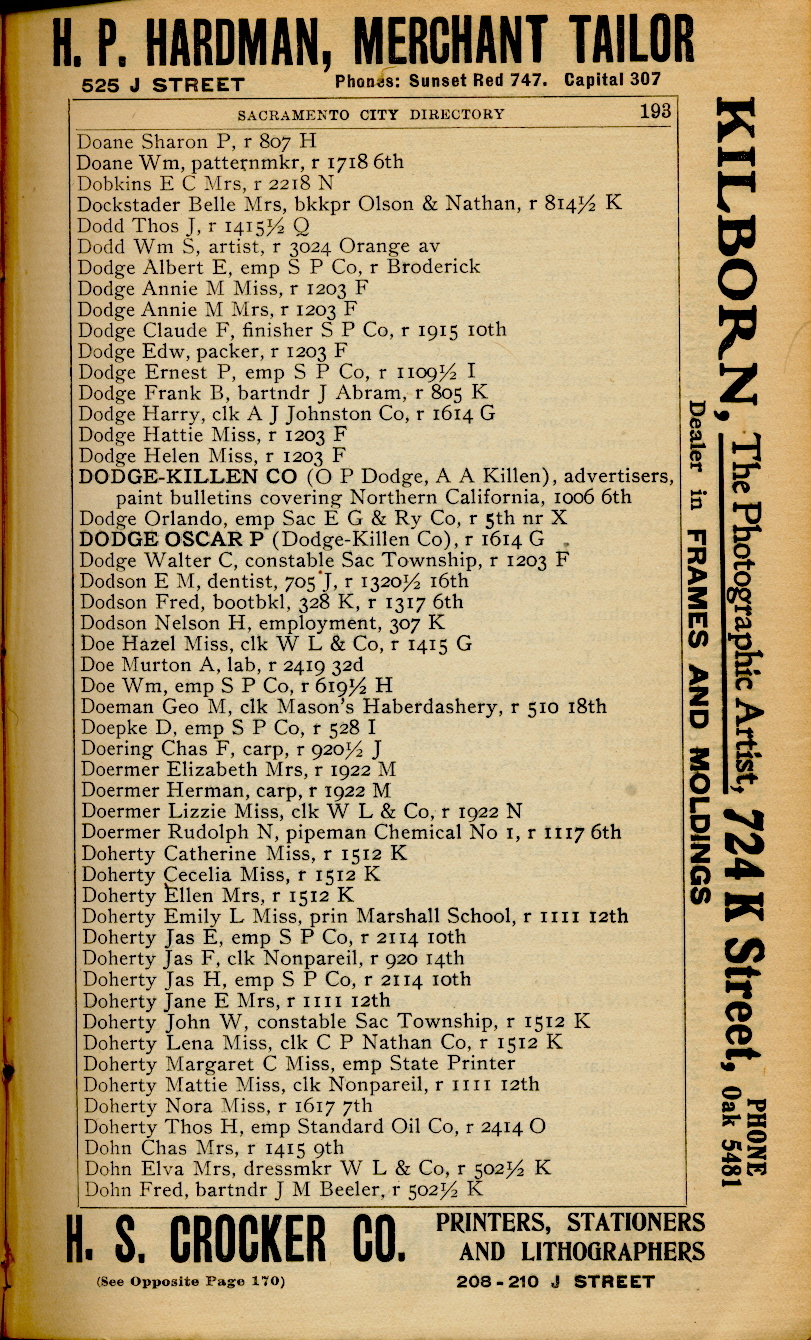 H. P. HARDMAN, MERCHANT TAILOR
525 J STREET Phones: Sunset Red 747. Capital 307
SACRAMENTO CITY DIRECTORY 193
Doane Sharon P, r 807 H
Doane Wm, patternmkr, r 1718 6th
Dobkins E C Mrs, r 2218 N
Dockstader Belle Mrs, bkkpr Olson & Nathan, r 814½ K
Dodd Thos J, r 1415½ Q
Dodd Wm S, artist, r 3024 Orange av
Dodge Albert E, emp S P Co, r Broderick
Dodge Annie M Miss, r 1203 F
Dodge Annie M Mrs, r 1203 F
Dodge Claude F, finisher S P Co, r 1915 10th
Dodge Edw, packer, r 1203 F
Dodge Ernest P, emp S P Co, r 1109½ I
Dodge Frank B, bartndr J Abram, r 805 K
Dodge Harry, clk A J Johnston Co, r 1614 G
Dodge Hattie Miss, r 1203 F
Dodge Helen Miss, r 1203 F
DODGE-KILLEN CO (O P Dodge, A A Killen), advertisers,
paint bulletins covering Northern California, 1006 6th
Dodge Orlando, emp Sac E G & Ry Co, r 5th nr X
DODGE OSCAR P (Dodge-Killen Co), r 1614 G
Dodge Walter C, constable Sac Township, r 1203 F
Dodson E M, dentist, 705 J, r 1320½ 16th
Dodson Fred, bootbkl, 328 K, r 1317 6th
Dodson Nelson H, employment, 307 K
Doe Hazel Miss, clk W L & Co, r 1415 G
Doe Murton A, lab, r 2419 32d
Doe Wm, emp S P Co, r 619½ H
Doeman Geo M, clk Mason's Haberdashery, r 510 18th
Doepke D, emp S P Co, r 528 I
Doering Chas F, carp, r 920½ J
Doermer Elizabeth Mrs, r 1922 M
Doermer Herman, carp, r 1922 M
Doermer Lizzie Miss, clk W L & Co, r 1922 N
Doermer Rudolph N, pipeman Chemical No 1, r 1117 6th
Doherty Catherine Miss, r 1512 K
Doherty Cecelia Miss, r 1512 K
Doherty Ellen Mrs, r 1512 K
Doherty Emily L Miss, prin Marshall School, r 1111 12th
Doherty Jas E, emp S P Co, r 2114 10th
Doherty Jas F, clk Nonpareil, r 920 14th
Doherty Jas H, emp S P Co, r 2114 10th
Doherty Jane E Mrs, r 1111 12th
Doherty John W, constable Sac Township, r 1512 K
Doherty Lena Miss, clk C P Nathan Co, r 1512 K
Doherty Margaret C Miss, emp State Printer
Doherty Mattie Miss, clk Nonpareil, r 1111 12th
Doherty Nora Miss, r 1617 7th
Doherty Thos H, emp Standard Oil Co, r 2414 O
Dohn Chas Mrs, r 1415 9th
Dohn Elva Mrs, dressmkr W L & Co, r 502½ K
Dohn Fred, bartndr J M Beeler, r 502½ K
KILBORN, The Photographic Artist, 724 K Street, PHONE Oak 5481
Dealer in FRAMES AND MOLDINGS
H. S. CROCKER CO. PRINTERS, STATIONERS
AND LITHOGRAPHERS
(See Opposite Page 170) 208-210 J STREET